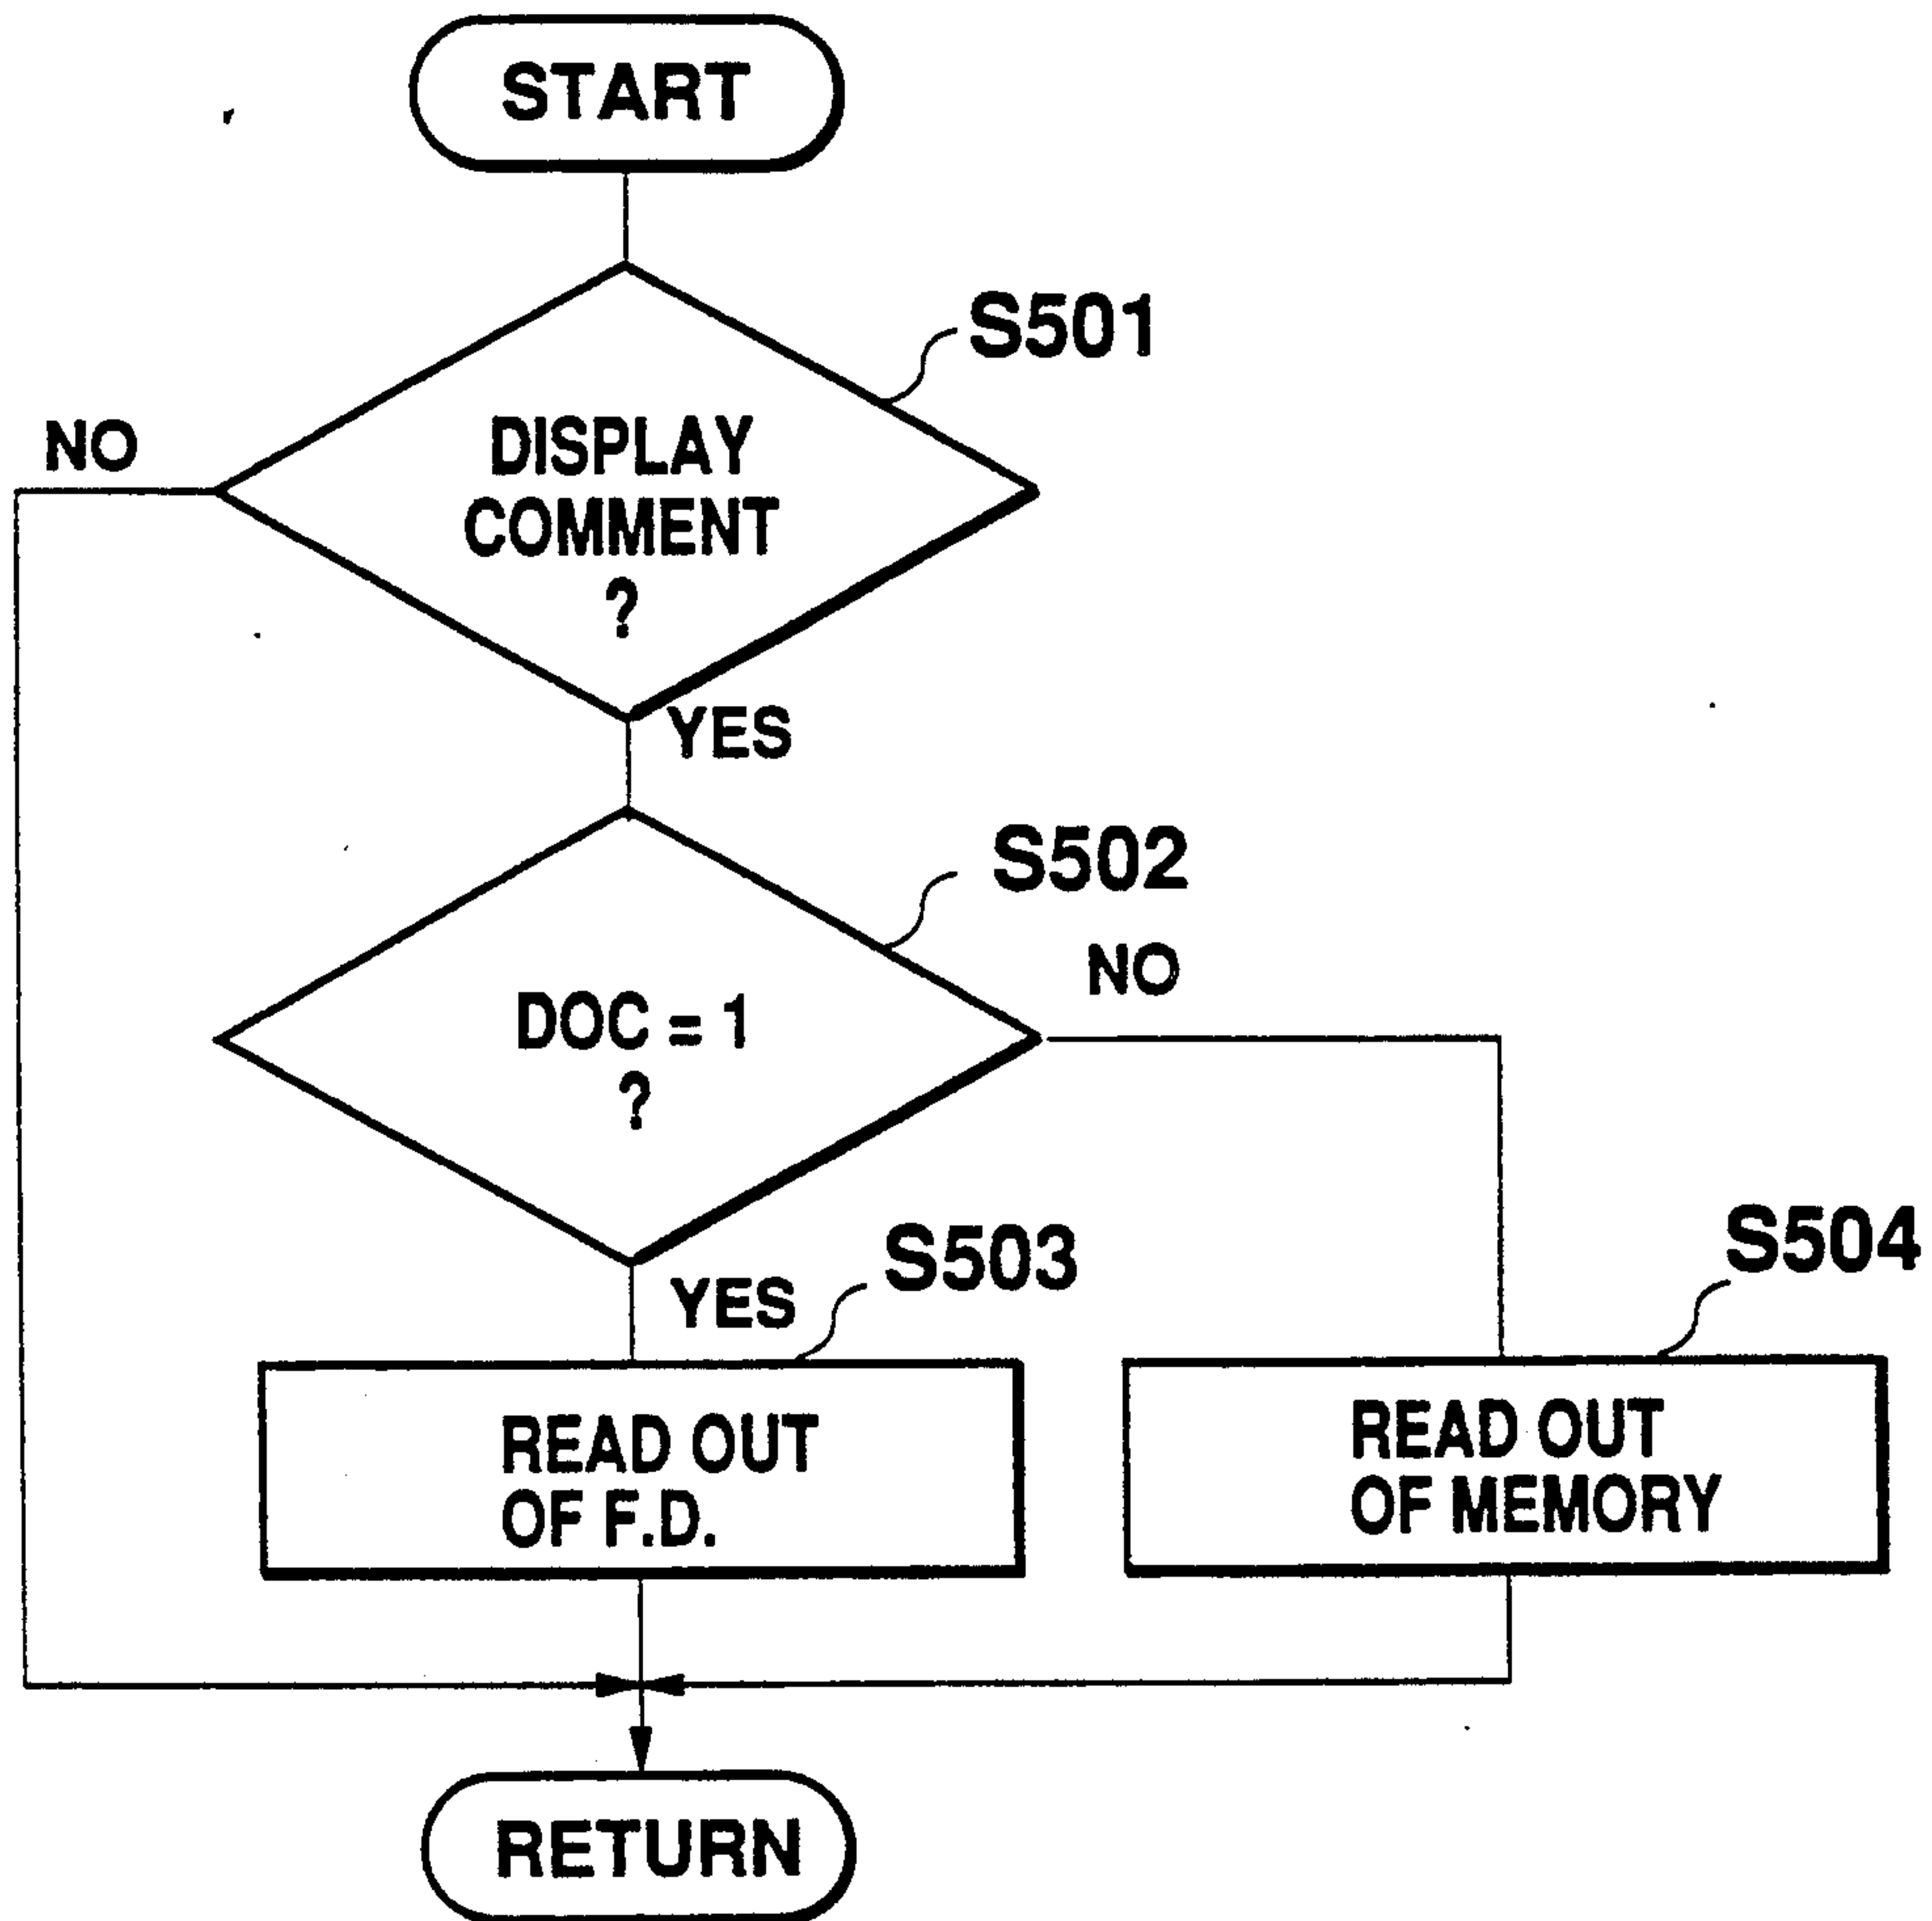 START
S501
DISPLAY
COMMENT
?
NO
YES
S502
NO
DOC = 1
?
YES
S503
S504
READ OUT
OF F.D.
READ OUT
OF MEMORY
RETURN